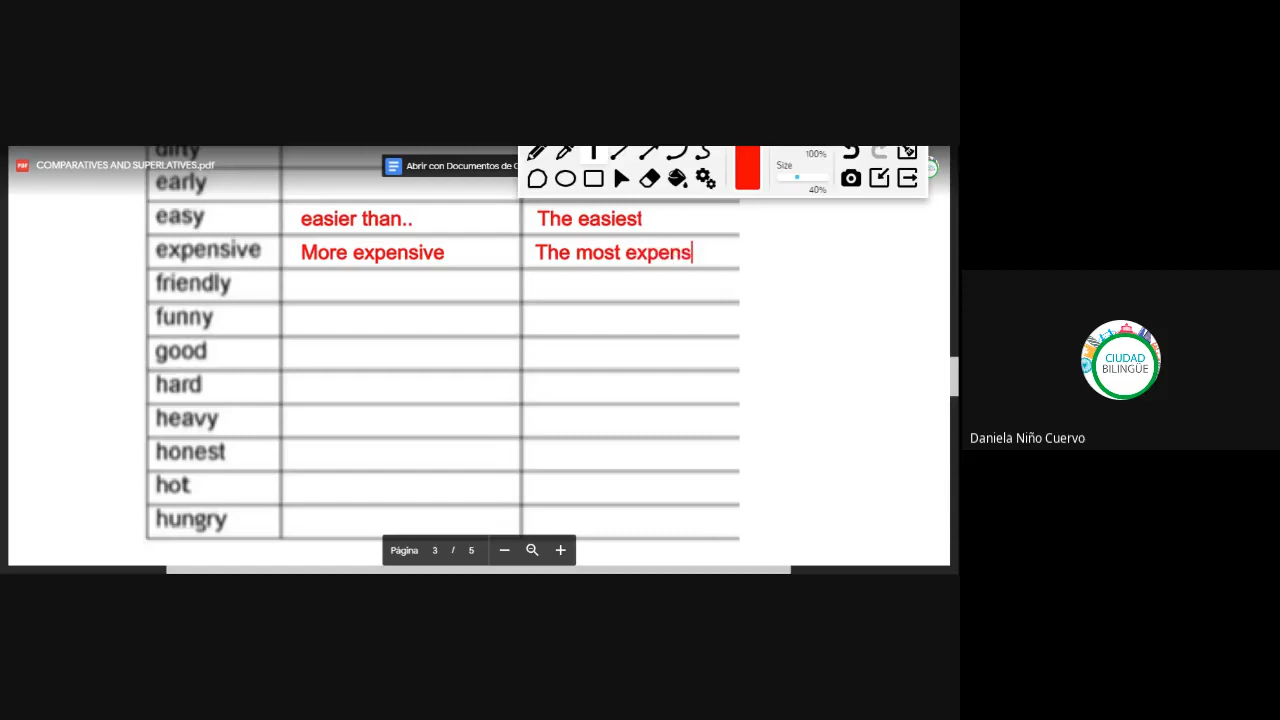 dirty
COMPARATIVES AND SUPERLATIVES.pdf
Abrir con Documentos de G
100%
Size
40%
early
easy easier than.. The easiest
expensive More expensive The most expens
friendly
funny
good
hard
heavy
honest
hot
hungry
Página 3 / 5
CIUDAD
BILINGÜE
Daniela Niño Cuervo